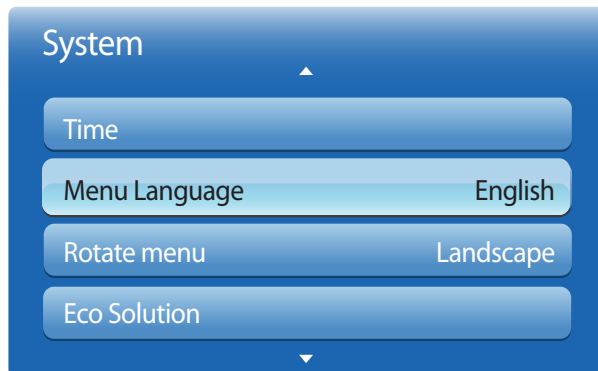 System
Time
Menu Language English
Rotate menu Landscape
Eco Solution